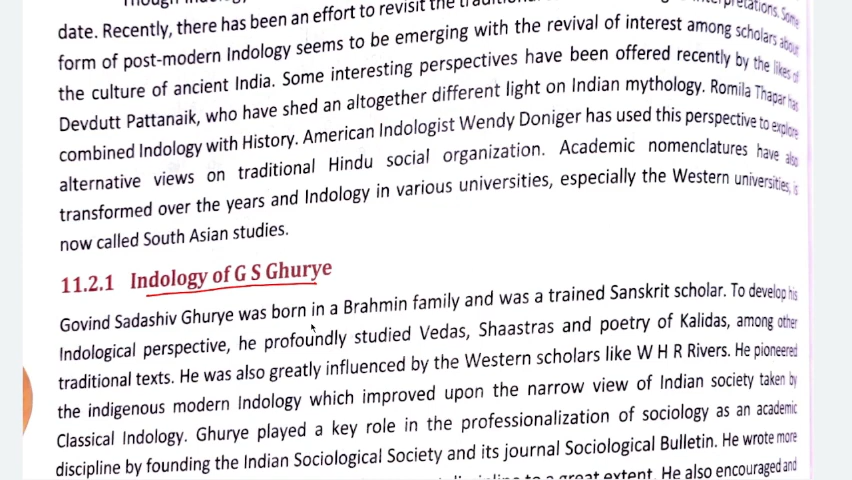 date. Recently, there has been an effort to revisit the
form of post-modern Indology seems to be emerging with the revival of interest among scholars about
the culture of ancient India. Some interesting perspectives have been offered recently by the likes of
Devdutt Pattanaik, who have shed an altogether different light on Indian mythology. Romila Thapar has
combined Indology with History. American Indologist Wendy Doniger has used this perspective to explore
alternative views on traditional Hindu social organization. Academic nomenclatures have also
transformed over the years and Indology in various universities, especially the Western universities, is
now called South Asian studies.
11.2.1 Indology of G S Ghurye
Govind Sadashiv Ghurye was born in a Brahmin family and was a trained Sanskrit scholar. To develop his
Indological perspective, he profoundly studied Vedas, Shaastras and poetry of Kalidas, among other
traditional texts. He was also greatly influenced by the Western scholars like W H R Rivers. He pioneered
the indigenous modern Indology which improved upon the narrow view of Indian society taken by
Classical Indology. Ghurye played a key role in the professionalization of sociology as an academic
discipline by founding the Indian Sociological Society and its journal Sociological Bulletin. He wrote more
to a great extent. He also encouraged and